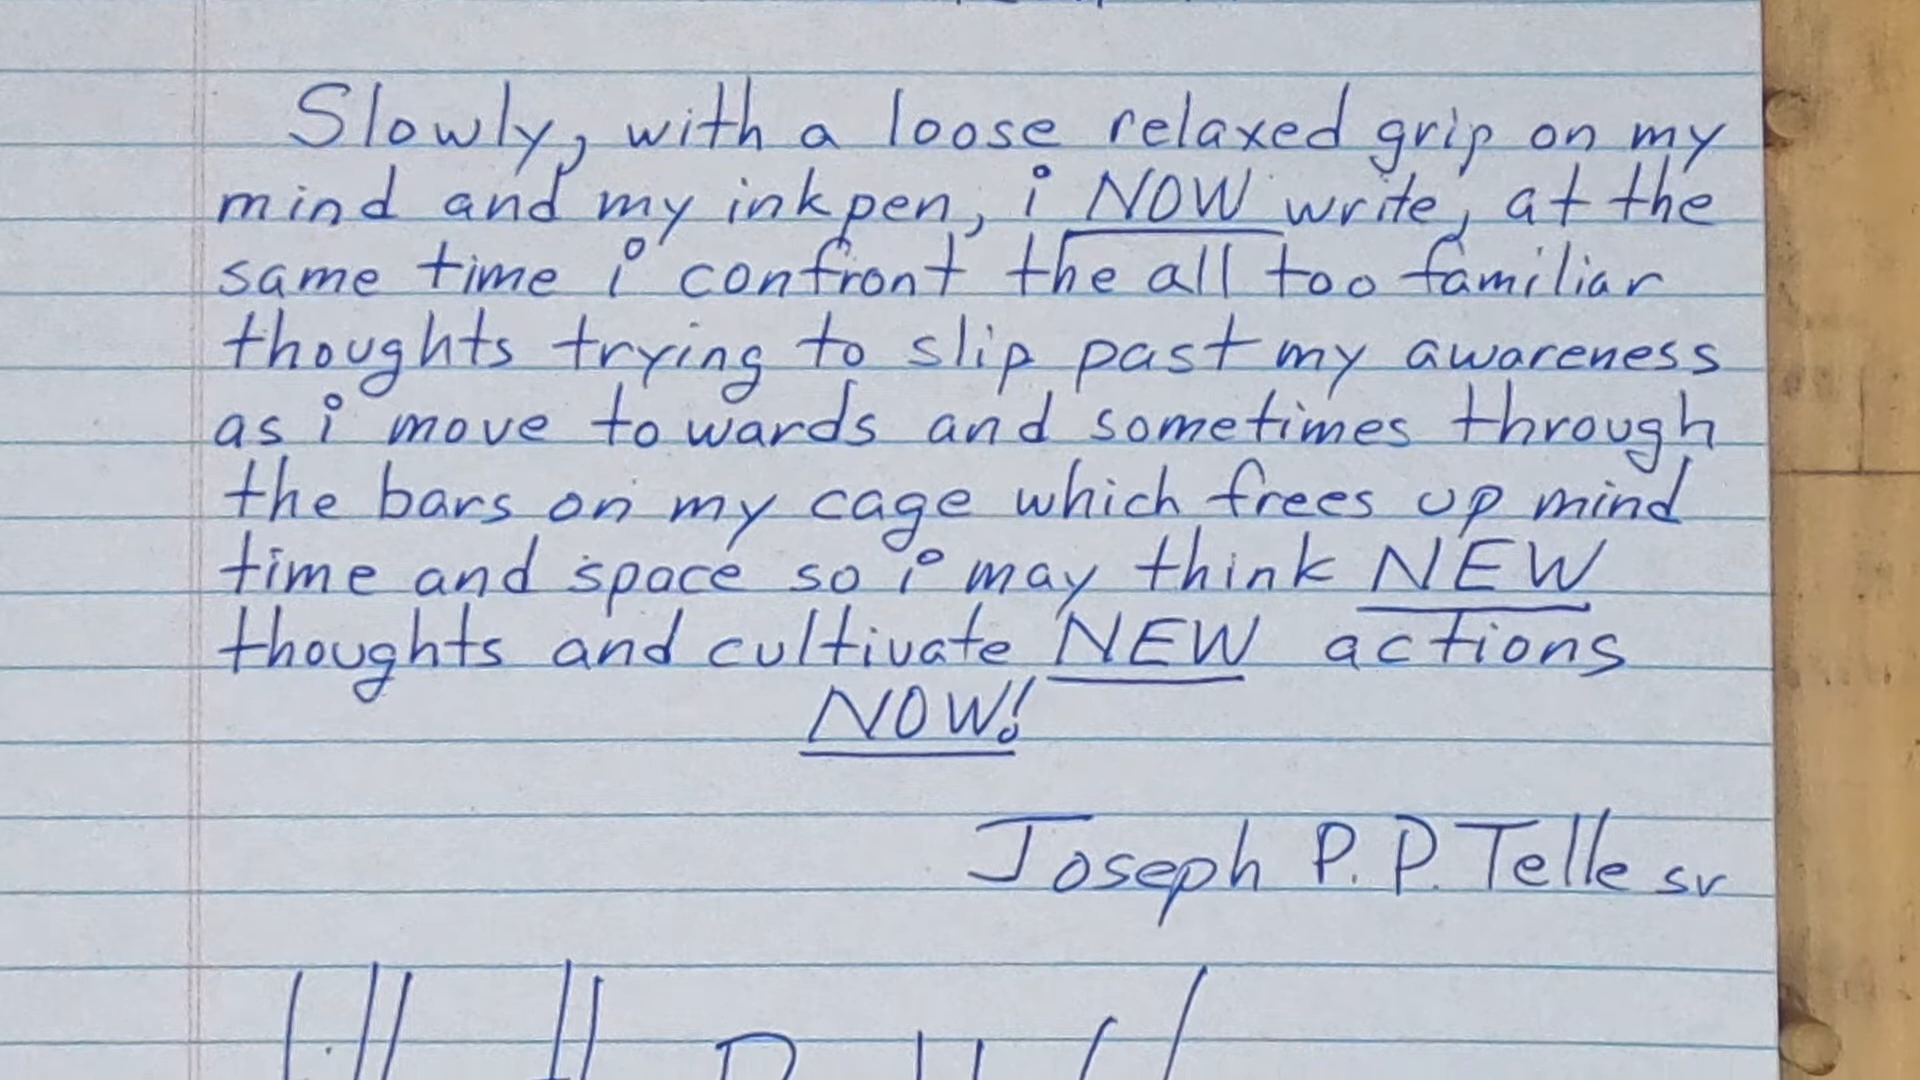 Slowly, with a loose relaxed grip on my
mind and my inkpen, i NOW write, at the
same time i confront the all too familiar
thoughts trying to slip past my awareness
as i move towards and sometimes through
the bars on my cage which frees up mind
time and space so i may think NEW
thoughts and cultivate NEW actions
NOW!
Joseph P. P. Telle sr